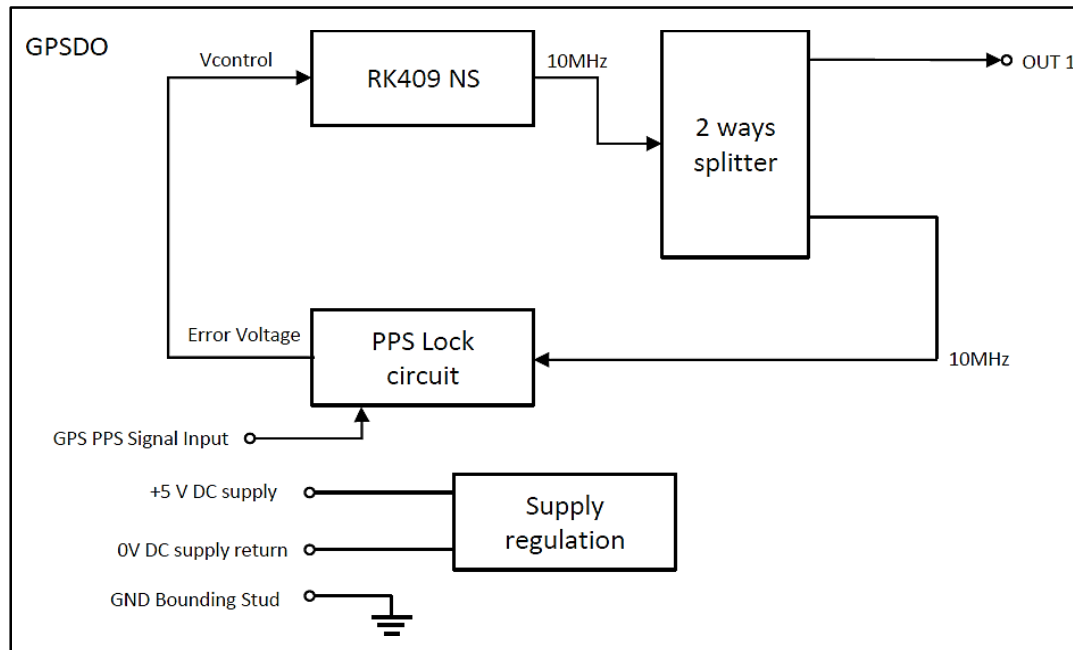 GPSDO
Vcontrol
RK409 NS
10MHz
2 ways
splitter
OUT 1
Error Voltage
PPS Lock
circuit
10MHz
GPS PPS Signal Input
+5 V DC supply
Supply
regulation
0V DC supply return
GND Bounding Stud